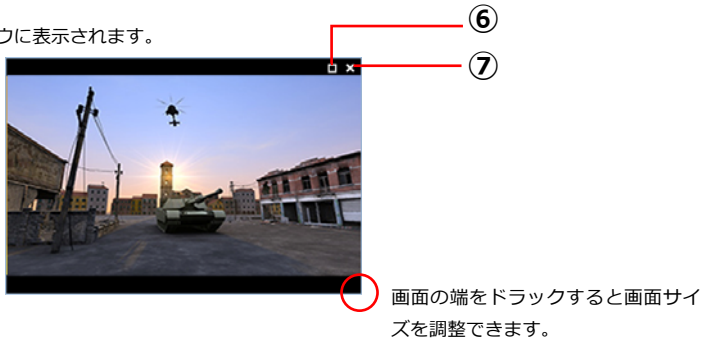 ⑥
ウに表示されます。
⑦
画面の端をドラックすると画面サイ
ズを調整できます。